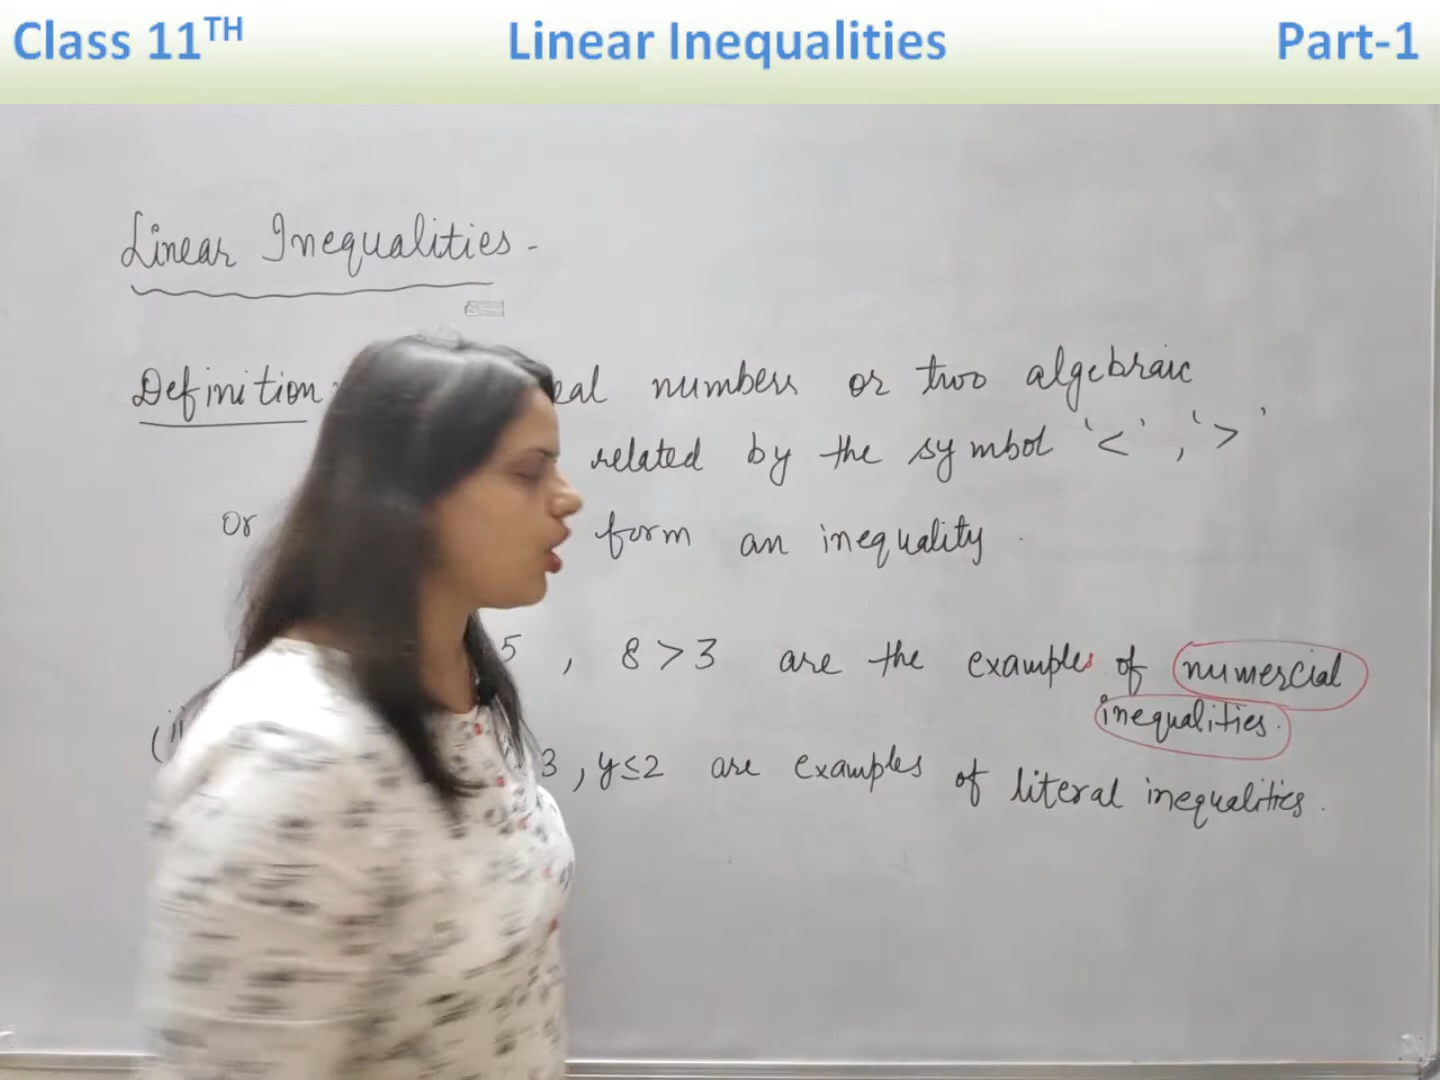 Class 11TH Linear Inequalities Part-1
Linear Inequalities -
Definition numbers or two algebraic
related by the symbol '<', '>'
or form an inequality.
5, 8 > 3 are the examples of numercial
inequalities.
3, y≤2 are examples of literal inequalities.